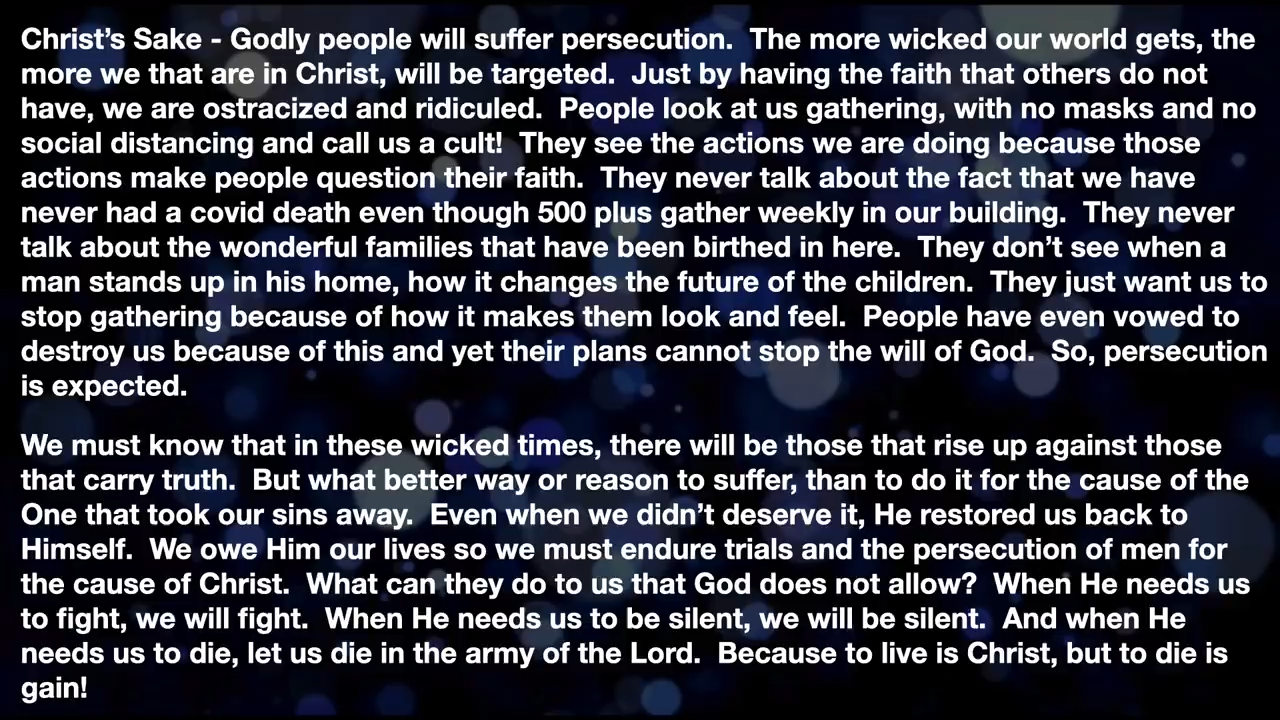 Christ’s Sake - Godly people will suffer persecution.  The more wicked our world gets, the
more we that are in Christ, will be targeted.  Just by having the faith that others do not
have, we are ostracized and ridiculed.  People look at us gathering, with no masks and no
social distancing and call us a cult!  They see the actions we are doing because those
actions make people question their faith.  They never talk about the fact that we have
never had a covid death even though 500 plus gather weekly in our building.  They never
talk about the wonderful families that have been birthed in here.  They don’t see when a
man stands up in his home, how it changes the future of the children.  They just want us to
stop gathering because of how it makes them look and feel.  People have even vowed to
destroy us because of this and yet their plans cannot stop the will of God.  So, persecution
is expected.
We must know that in these wicked times, there will be those that rise up against those
that carry truth.  But what better way or reason to suffer, than to do it for the cause of the
One that took our sins away.  Even when we didn’t deserve it, He restored us back to
Himself.  We owe Him our lives so we must endure trials and the persecution of men for
the cause of Christ.  What can they do to us that God does not allow?  When He needs us
to fight, we will fight.  When He needs us to be silent, we will be silent.  And when He
needs us to die, let us die in the army of the Lord.  Because to live is Christ, but to die is
gain!